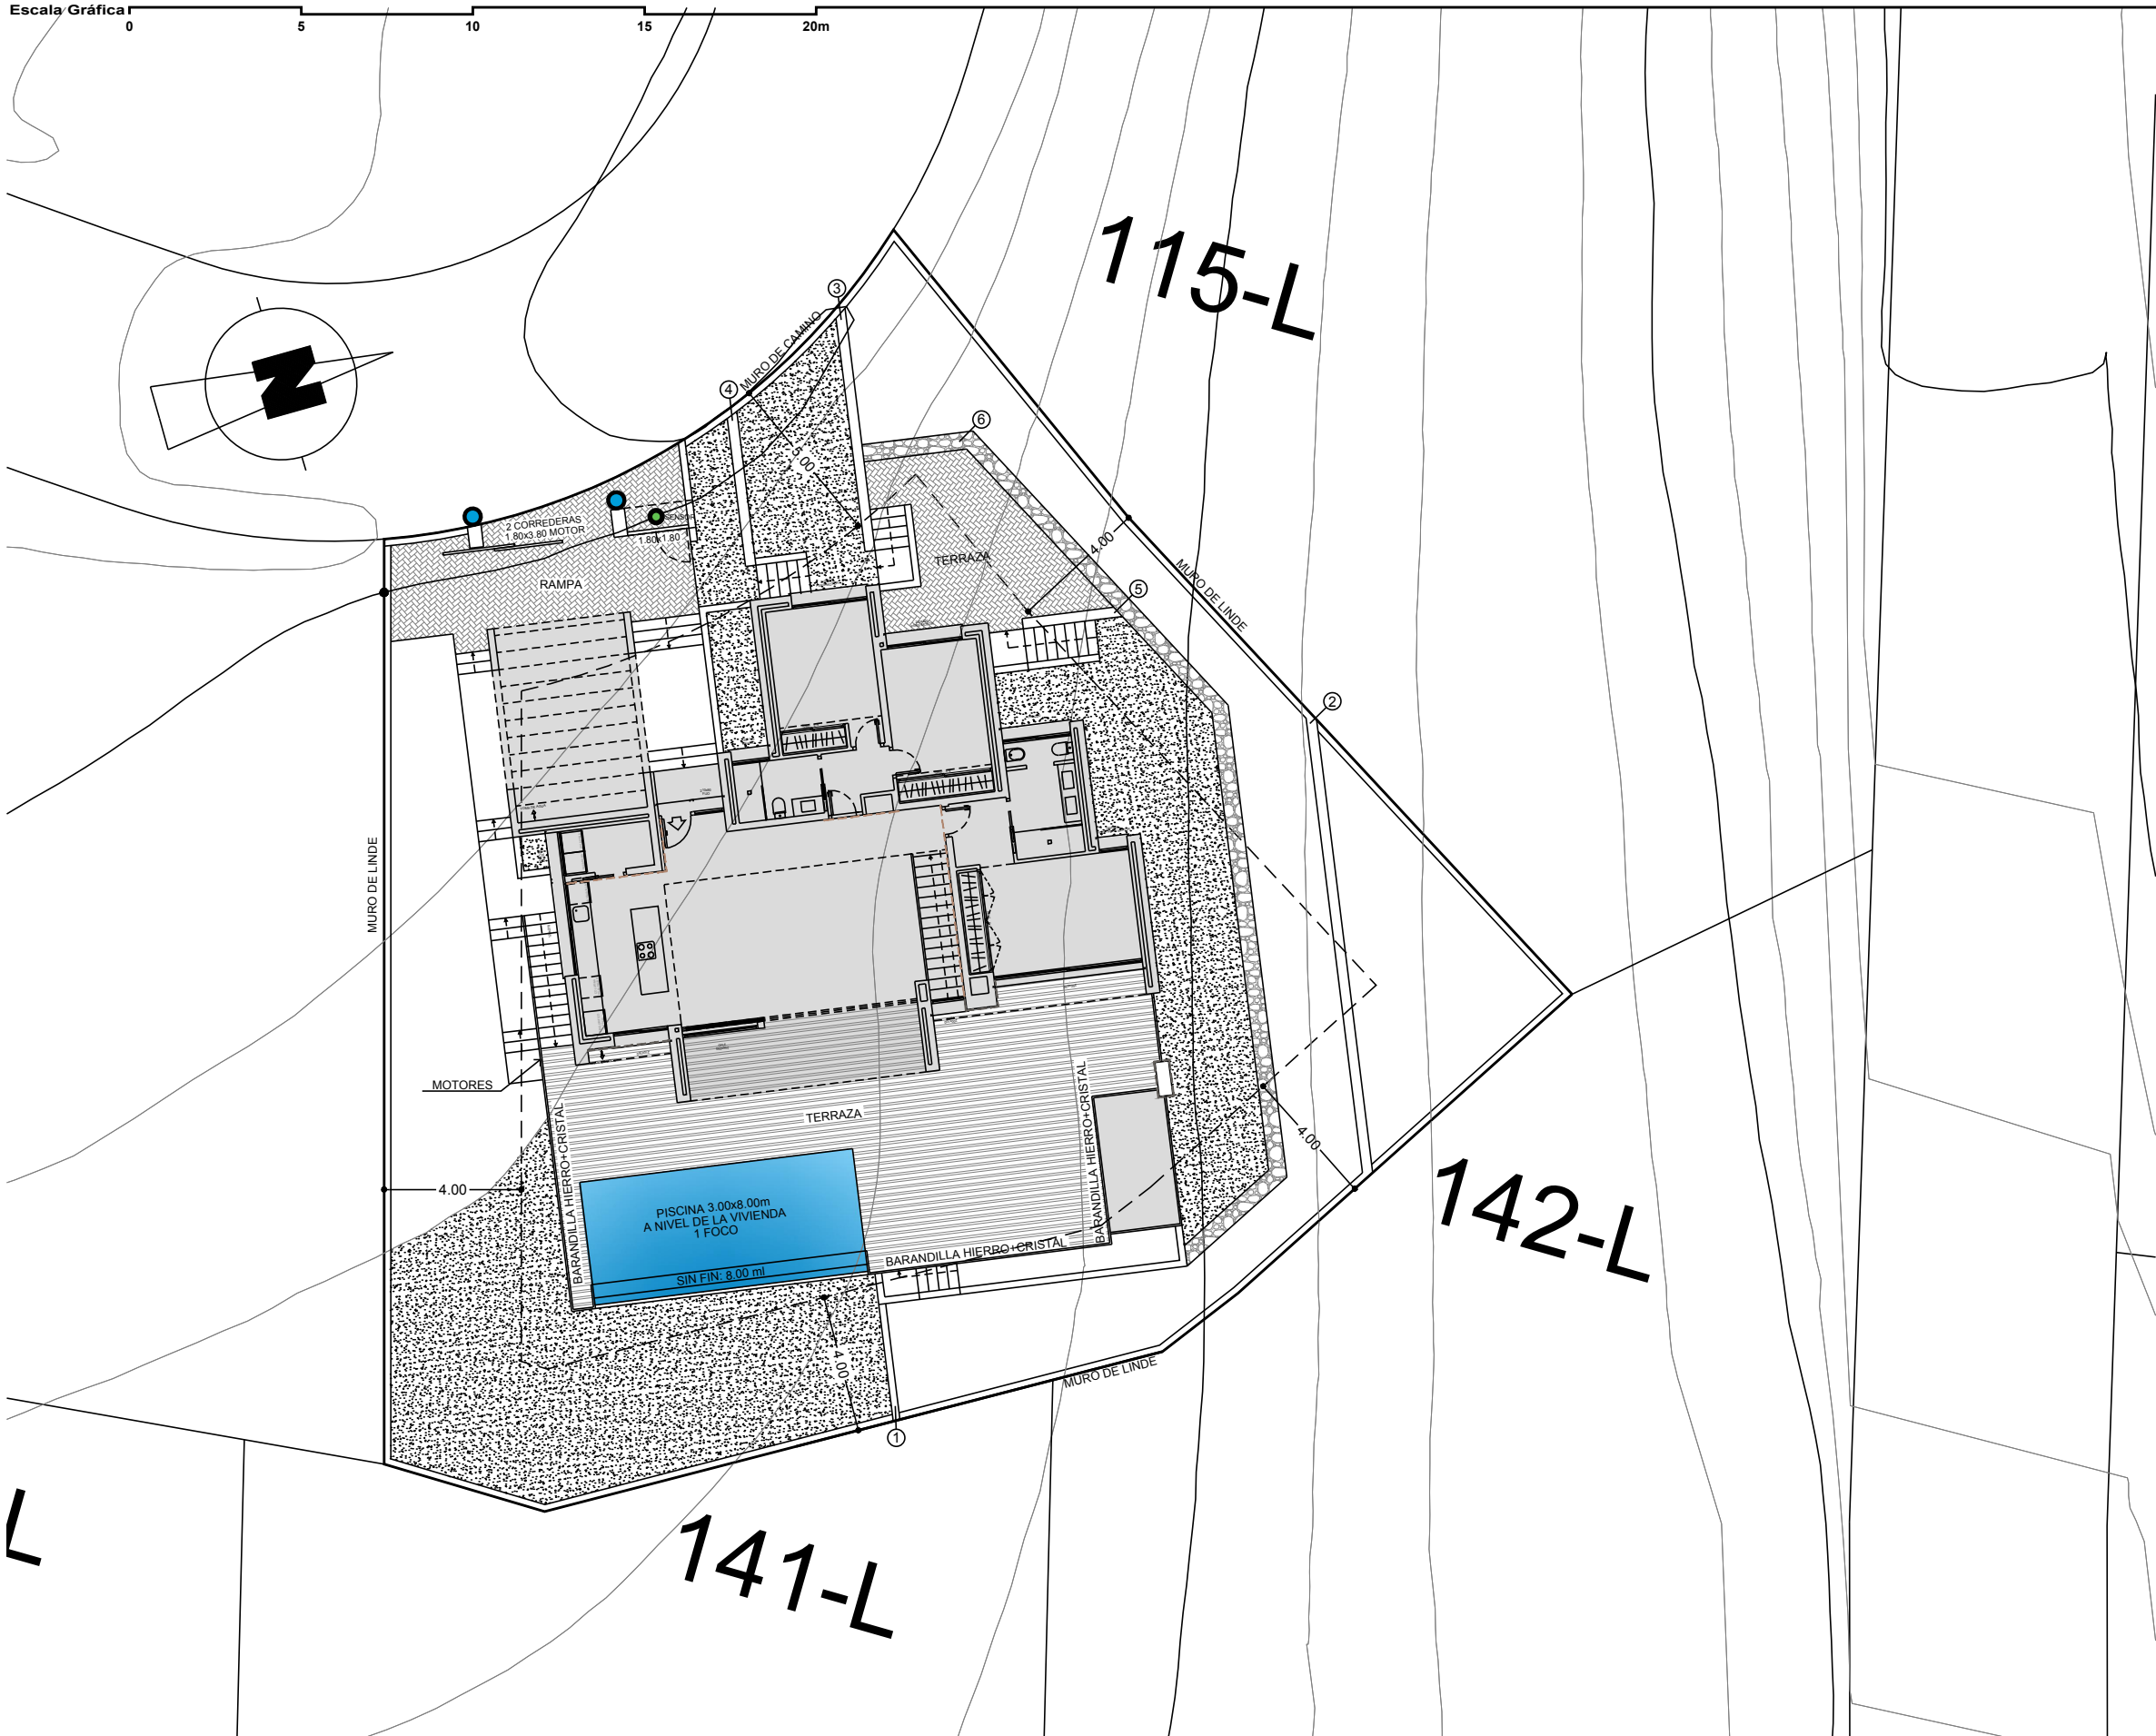 Escala Gráfica
0 5 10 15 20m
115-L
3
MURO DE CAMINO
4
6
N
5.00
2 CORREDERAS
1.80x3.80 MOTOR
1.80x1.80
RAMPA
TERRAZA
4.00
MURO DE LINDE
5
2
MURO DE LINDE
MOTORES
TERRAZA
BARANDILLA HIERRO+CRISTAL
BARANDILLA HIERRO+CRISTAL
4.00
4.00
PISCINA 3.00x8.00m
A NIVEL DE LA VIVIENDA
1 FOCO
SIN FIN: 8.00 ml
BARANDILLA HIERRO+CRISTAL
142-L
4.00
MURO DE LINDE
1
L
141-L